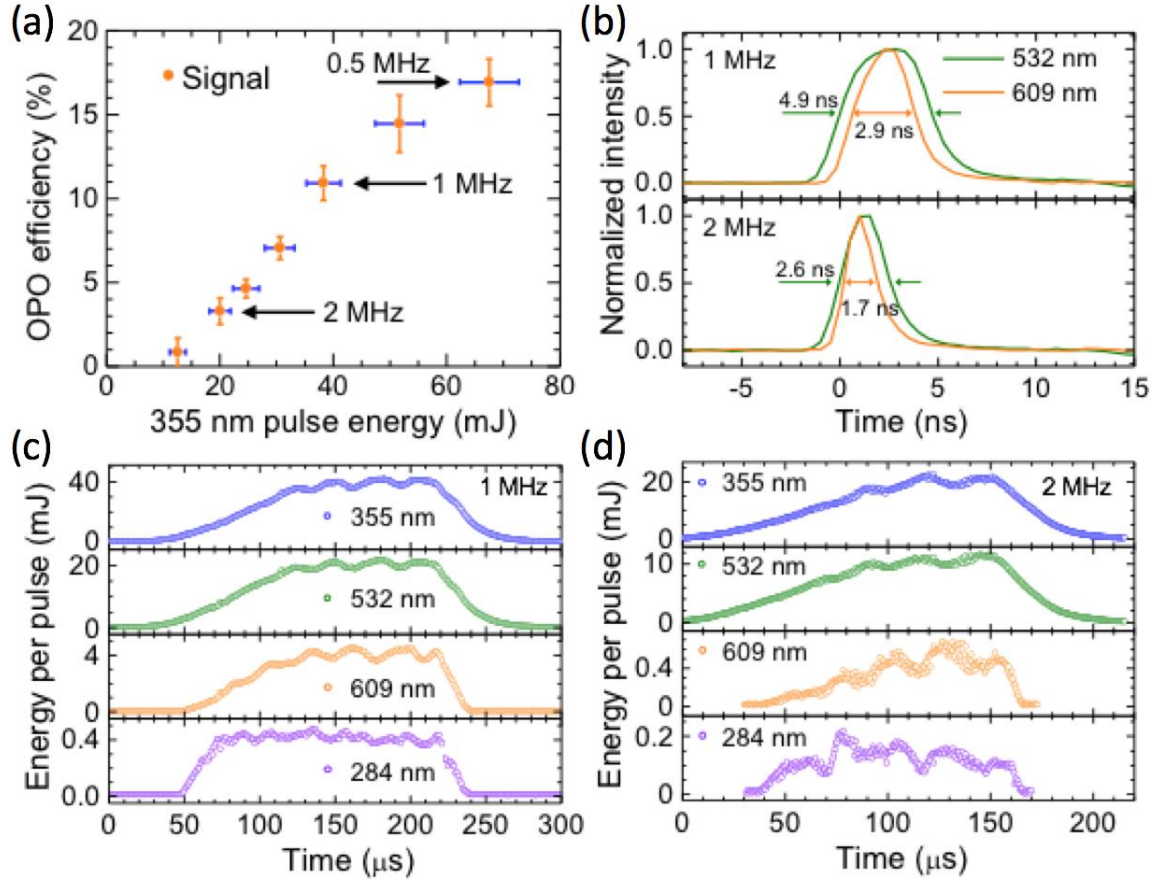 (a)
20
15
10
5
0
OPO efficiency (%)
Signal
0.5 MHz
1 MHz
2 MHz
0 20 40 60 80
355 nm pulse energy (mJ)
(b)
1.0
0.5
0.0
1.0
0.5
0.0
Normalized intensity
1 MHz
532 nm
609 nm
4.9 ns
2.9 ns
2 MHz
2.6 ns
1.7 ns
-5 0 5 10 15
Time (ns)
(c)
40
0
20
0
4
0
0.4
0.0
Energy per pulse (mJ)
1 MHz
355 nm
532 nm
609 nm
284 nm
0 50 100 150 200 250 300
Time (μs)
(d)
20
0
10
0
0.4
0
0.2
0
Energy per pulse (mJ)
355 nm
2 MHz
532 nm
609 nm
284 nm
0 50 100 150 200
Time (μs)